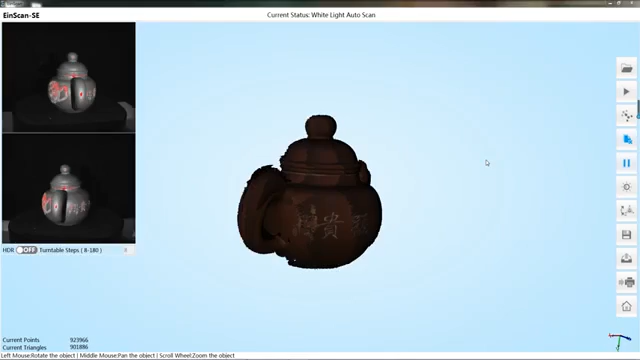 Current Status: White Light Auto Scan
EinScan-SE
HDR OFF Turntable Steps ( 8-180 ) 8
Current Points 923966
Current Triangles 901886
Left Mouse:Rotate the object | Middle Mouse:Pan the object | Scroll Wheel:Zoom the object
貴